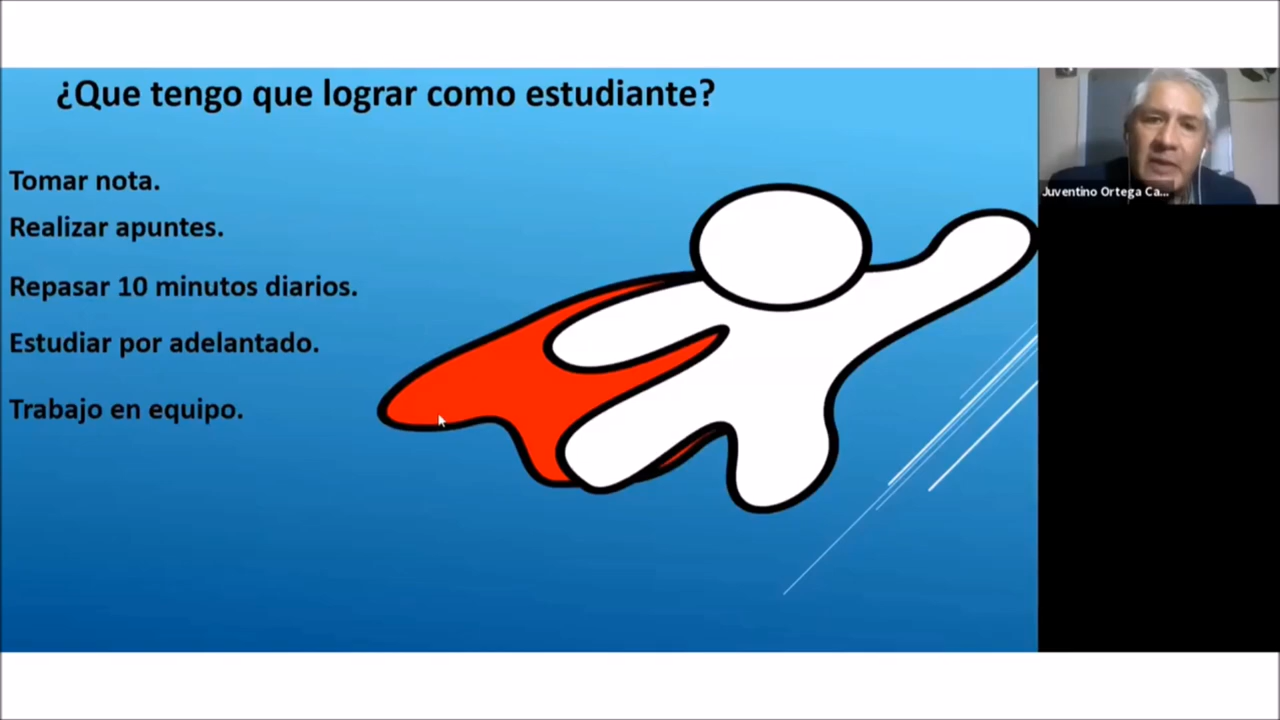 ¿Que tengo que lograr como estudiante?
Tomar nota.
Realizar apuntes.
Repasar 10 minutos diarios.
Estudiar por adelantado.
Trabajo en equipo.
Juventino Ortega Ca...